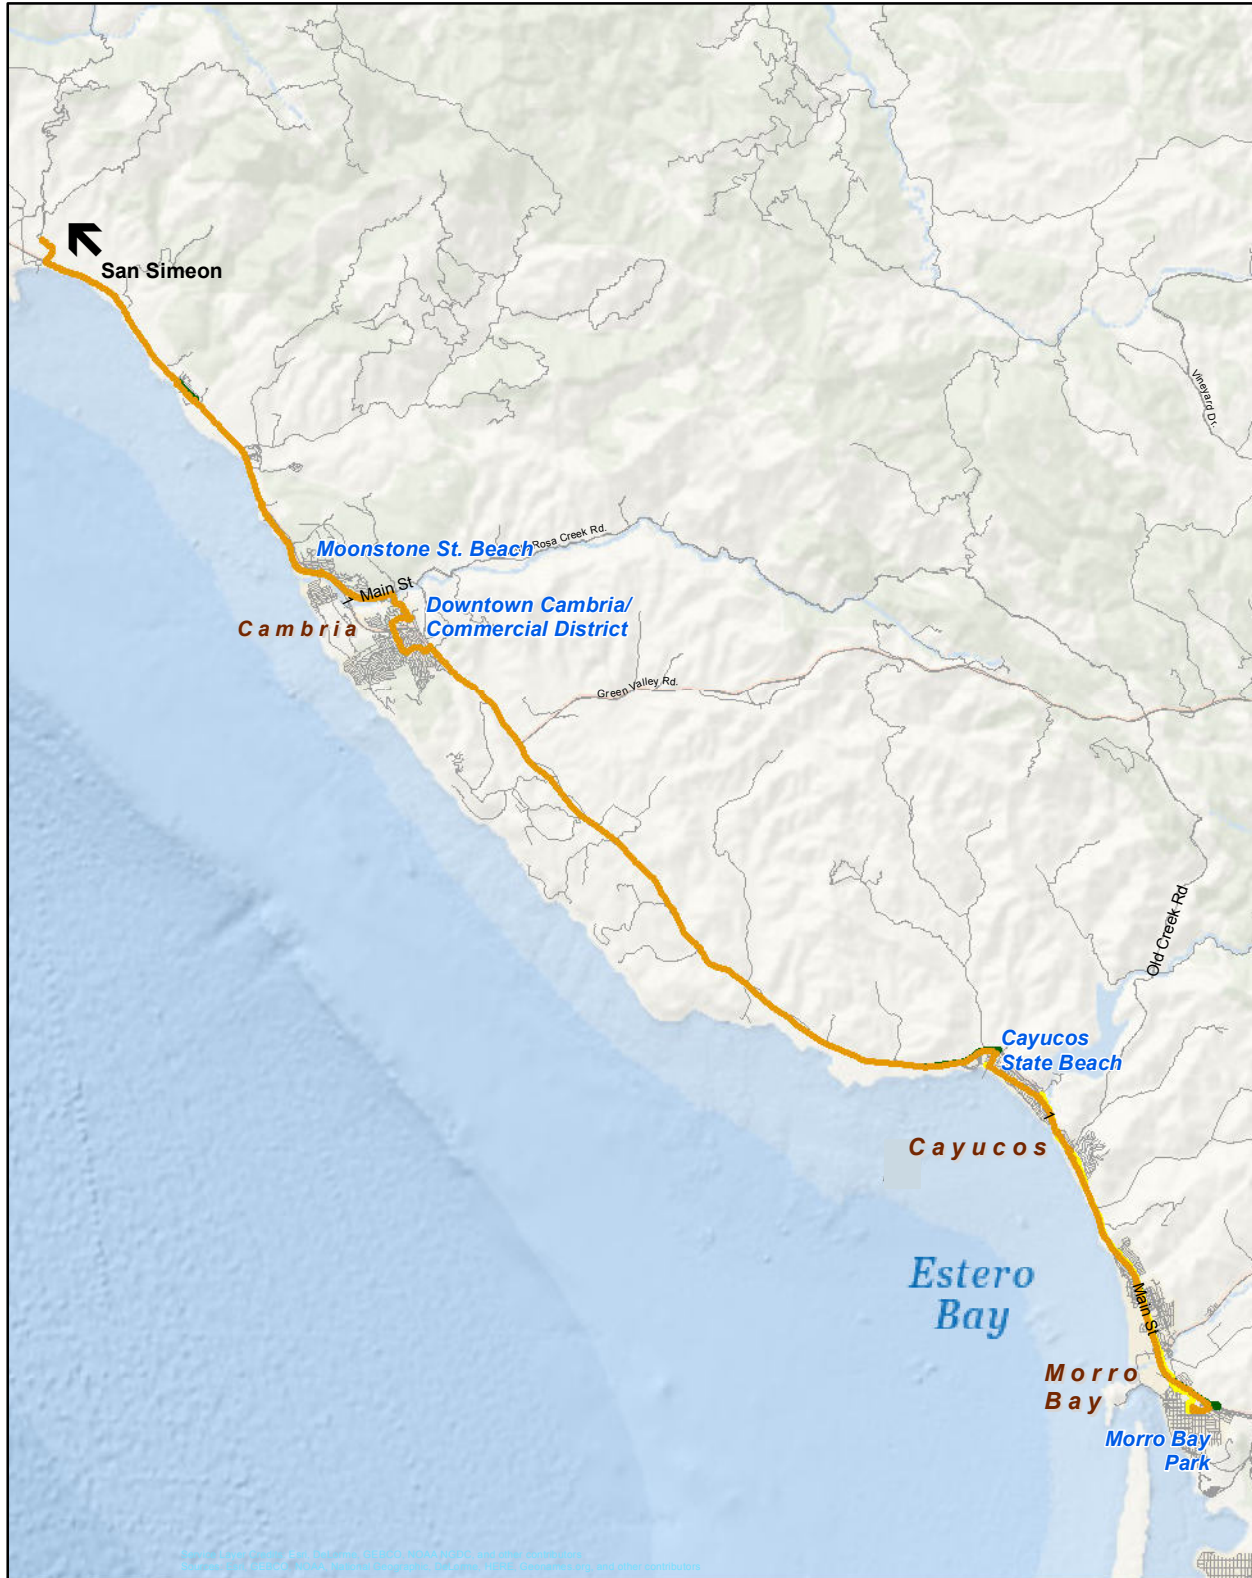 San Simeon
Vineyard Dr.
Rosa Creek Rd.
Moonstone St. Beach
1
Main St
Downtown Cambria/
Commercial District
Cambria
Green Valley Rd.
Old Creek Rd
Cayucos
State Beach
1
Cayucos
Estero
Bay
Main St
Morro
Bay
Morro Bay
Park